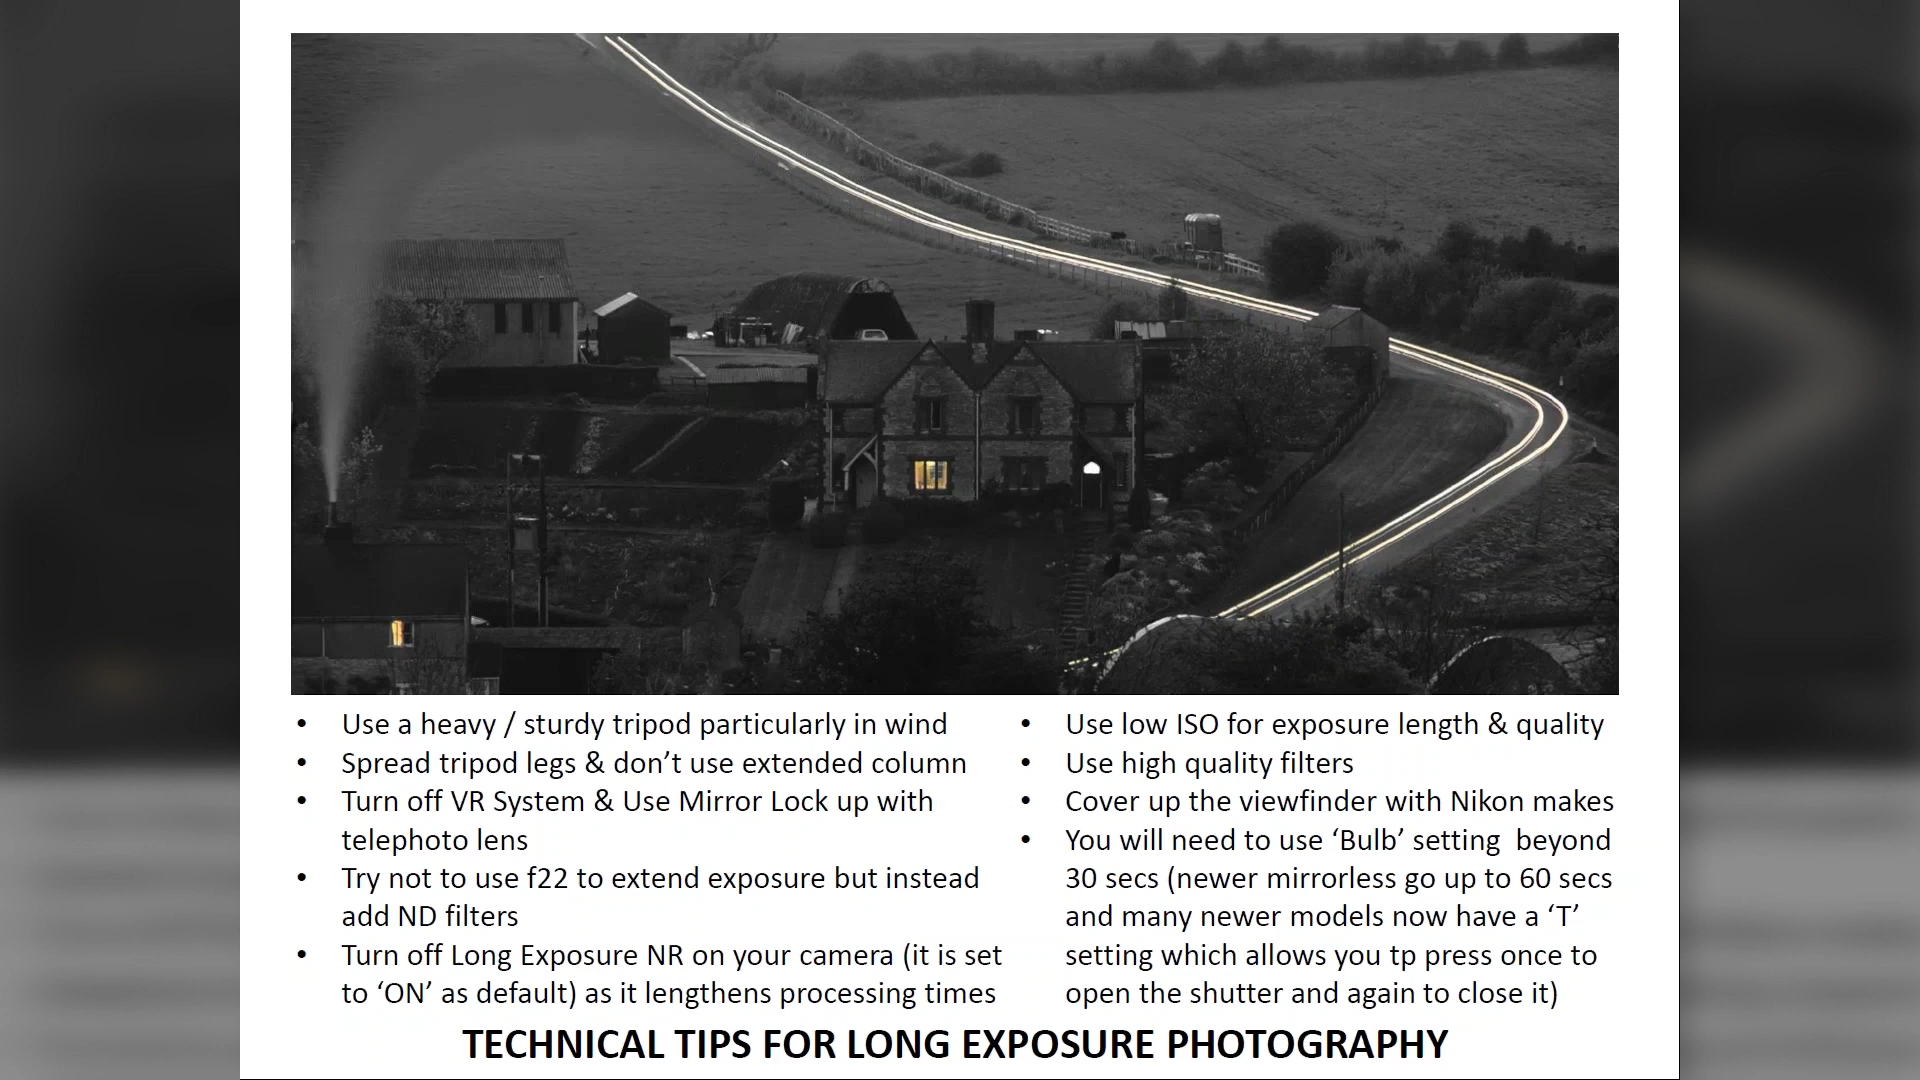 • Use a heavy / sturdy tripod particularly in wind
• Spread tripod legs & don’t use extended column
• Turn off VR System & Use Mirror Lock up with
telephoto lens
• Try not to use f22 to extend exposure but instead
add ND filters
• Turn off Long Exposure NR on your camera (it is set
to ‘ON’ as default) as it lengthens processing times
• Use low ISO for exposure length & quality
• Use high quality filters
• Cover up the viewfinder with Nikon makes
• You will need to use ‘Bulb’ setting  beyond
30 secs (newer mirrorless go up to 60 secs
and many newer models now have a ‘T’
setting which allows you tp press once to
open the shutter and again to close it)
TECHNICAL TIPS FOR LONG EXPOSURE PHOTOGRAPHY